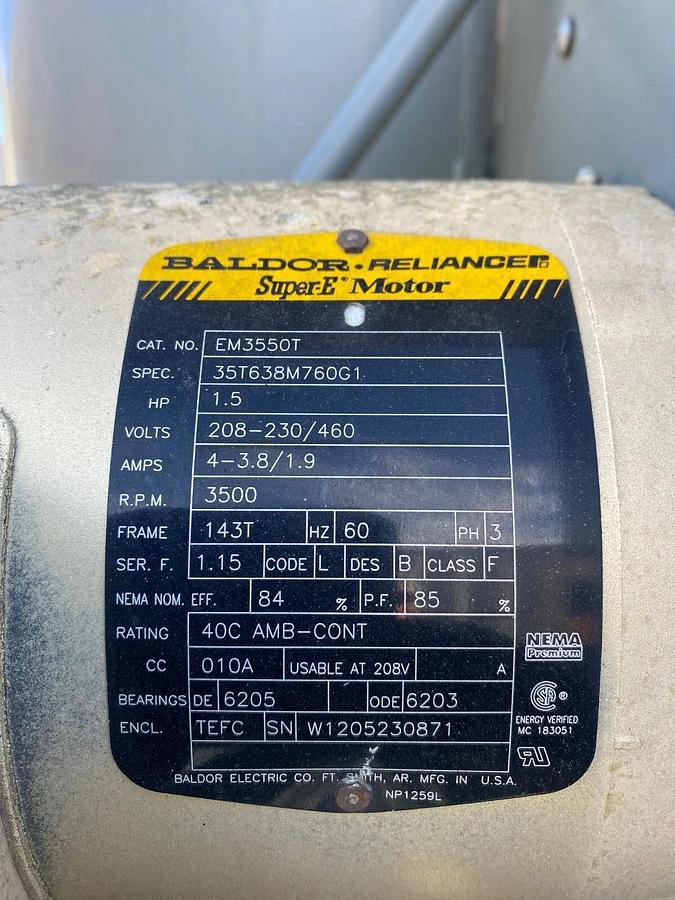 BALDOR • RELIANCER
Super-E® Motor
CAT. NO. EM3550T
SPEC. 35T638M760G1
HP 1.5
VOLTS 208-230/460
AMPS 4-3.8/1.9
R.P.M. 3500
FRAME 143T HZ 60 PH 3
SER. F. 1.15 CODE L DES B CLASS F
NEMA NOM. EFF. 84 % P.F. 85 %
RATING 40C AMB-CONT
CC 010A USABLE AT 208V A
BEARINGS DE 6205 ODE 6203
ENCL. TEFC SN W1205230871
NEMA
Premium
SA ®
ENERGY VERIFIED
MC 183051
UR
BALDOR ELECTRIC CO. FT. SMITH, AR. MFG. IN U.S.A.
NP1259L